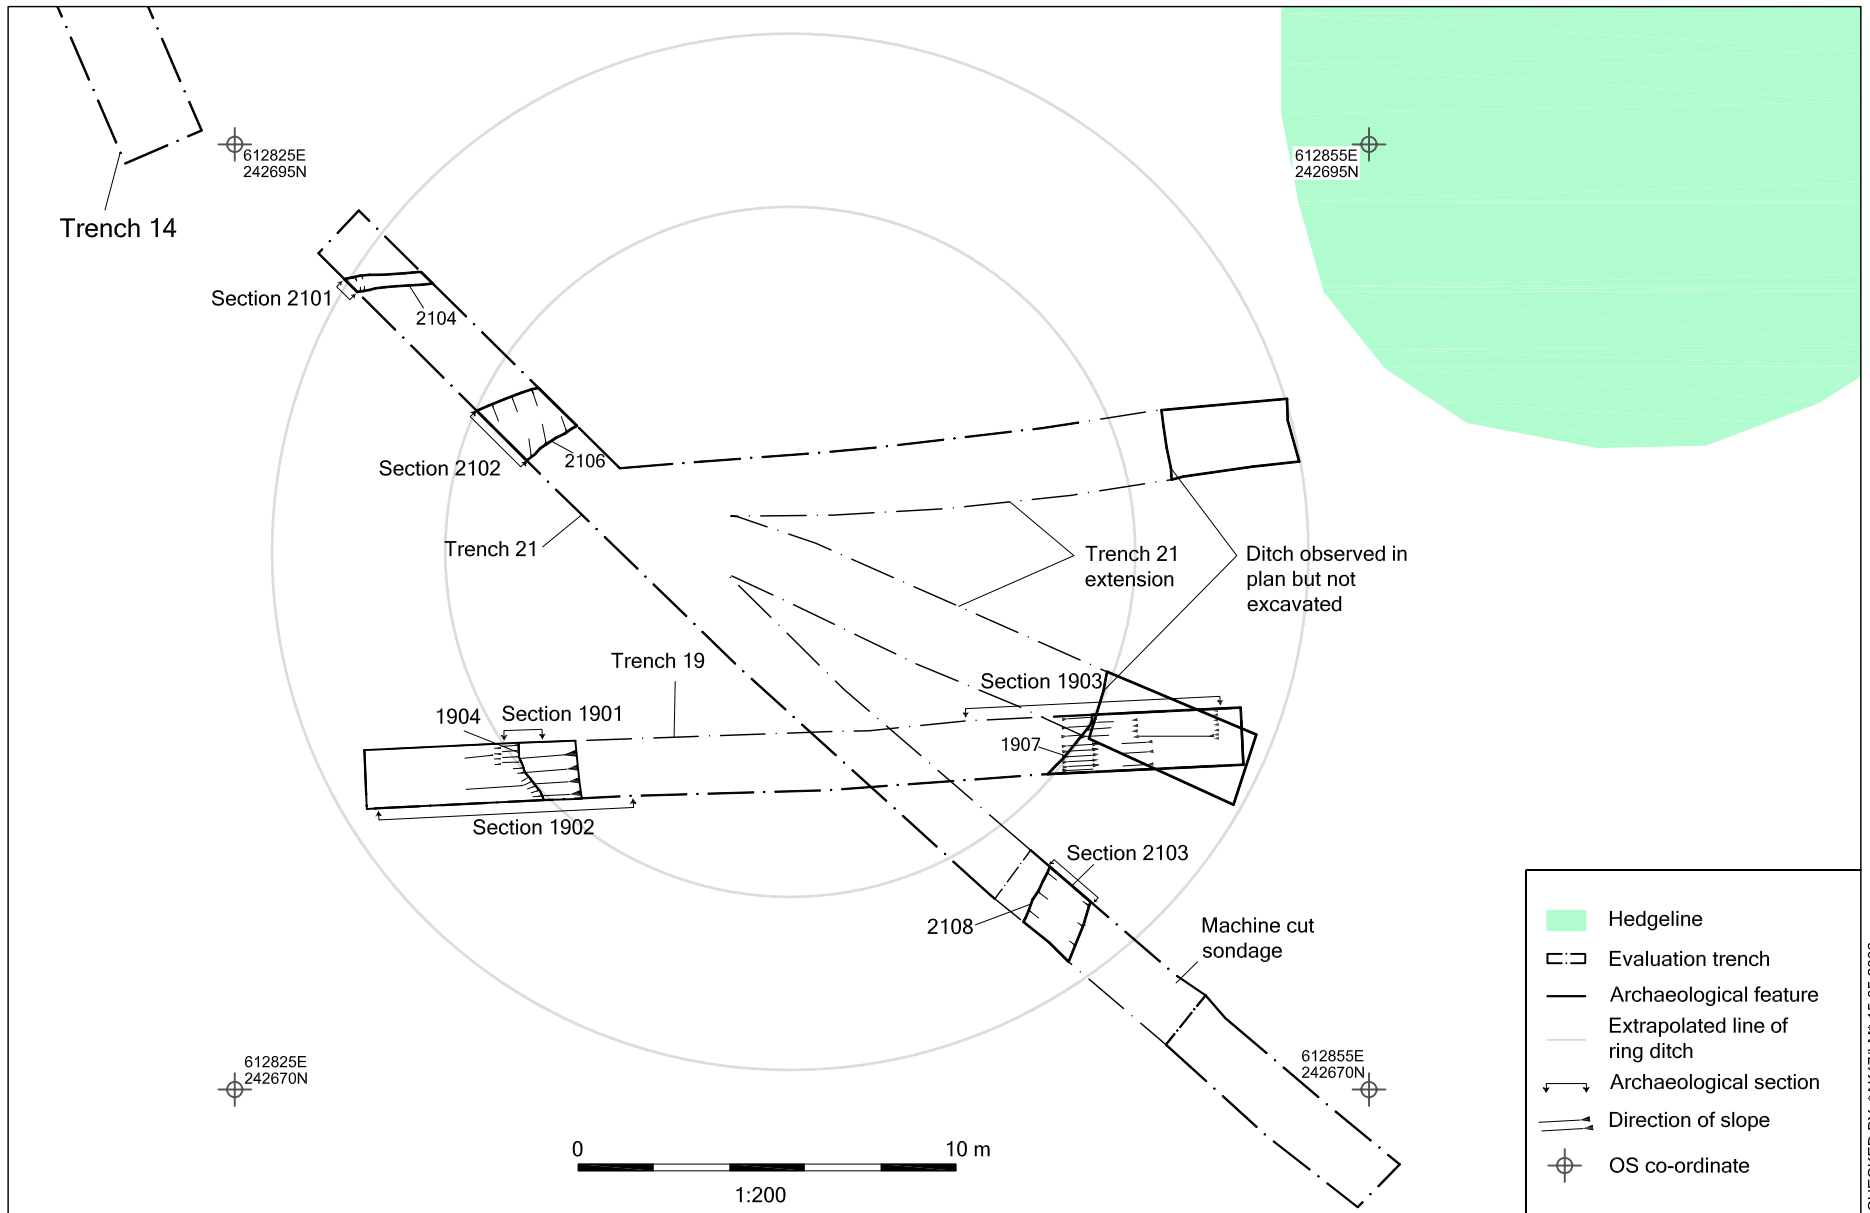 612825E
242695N
612855E
242695N
Trench 14
Section 2101
2104
Section 2102
2106
Trench 21
Trench 21
extension
Ditch observed in
plan but not
excavated
Trench 19
Section 1903
1904
Section 1901
1907
Section 1902
Section 2103
2108
Machine cut
sondage
612825E
242670N
612855E
242670N
0
10 m
1:200
Hedgeline
Evaluation trench
Archaeological feature
Extrapolated line of
ring ditch
Archaeological section
Direction of slope
OS co-ordinate